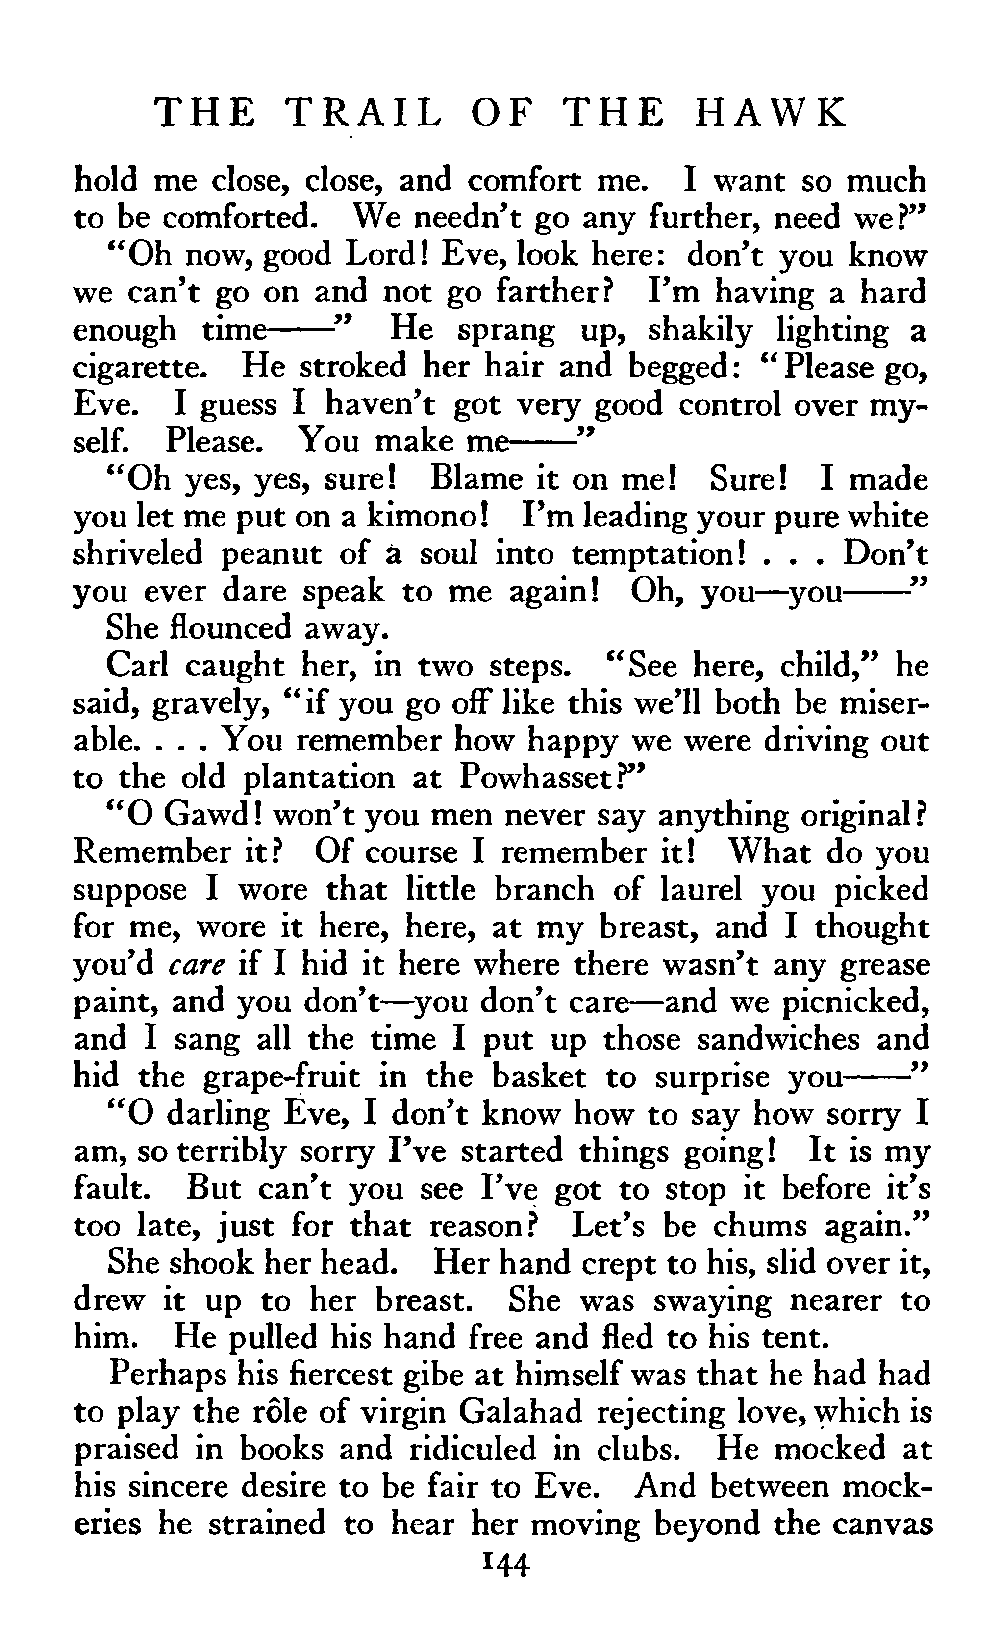 THE TRAIL OF THE HAWK
hold me close, close, and comfort me. I want so much
to be comforted. We needn't go any further, need we?"
"Oh now, good Lord! Eve, look here: don't you know
we can't go on and not go farther? I'm having a hard
enough time——" He sprang up, shakily lighting a
cigarette. He stroked her hair and begged: "Please go,
Eve. I guess I haven't got very good control over my-
self. Please. You make me——"
"Oh yes, yes, sure! Blame it on me! Sure! I made
you let me put on a kimono! I'm leading your pure white
shriveled peanut of a soul into temptation! . . . Don't
you ever dare speak to me again! Oh, you—you——"
She flounced away.
Carl caught her, in two steps. "See here, child," he
said, gravely, "if you go off like this we'll both be miser-
able. . . . You remember how happy we were driving out
to the old plantation at Powhasset?"
"O Gawd! won't you men never say anything original?
Remember it? Of course I remember it! What do you
suppose I wore that little branch of laurel you picked
for me, wore it here, here, at my breast, and I thought
you'd care if I hid it here where there wasn't any grease
paint, and you don't—you don't care—and we picnicked,
and I sang all the time I put up those sandwiches and
hid the grape-fruit in the basket to surprise you——"
"O darling Eve, I don't know how to say how sorry I
am, so terribly sorry I've started things going! It is my
fault. But can't you see I've got to stop it before it's
too late, just for that reason? Let's be chums again."
She shook her head. Her hand crept to his, slid over it,
drew it up to her breast. She was swaying nearer to
him. He pulled his hand free and fled to his tent.
Perhaps his fiercest gibe at himself was that he had had
to play the rôle of virgin Galahad rejecting love, which is
praised in books and ridiculed in clubs. He mocked at
his sincere desire to be fair to Eve. And between mock-
eries he strained to hear her moving beyond the canvas
144